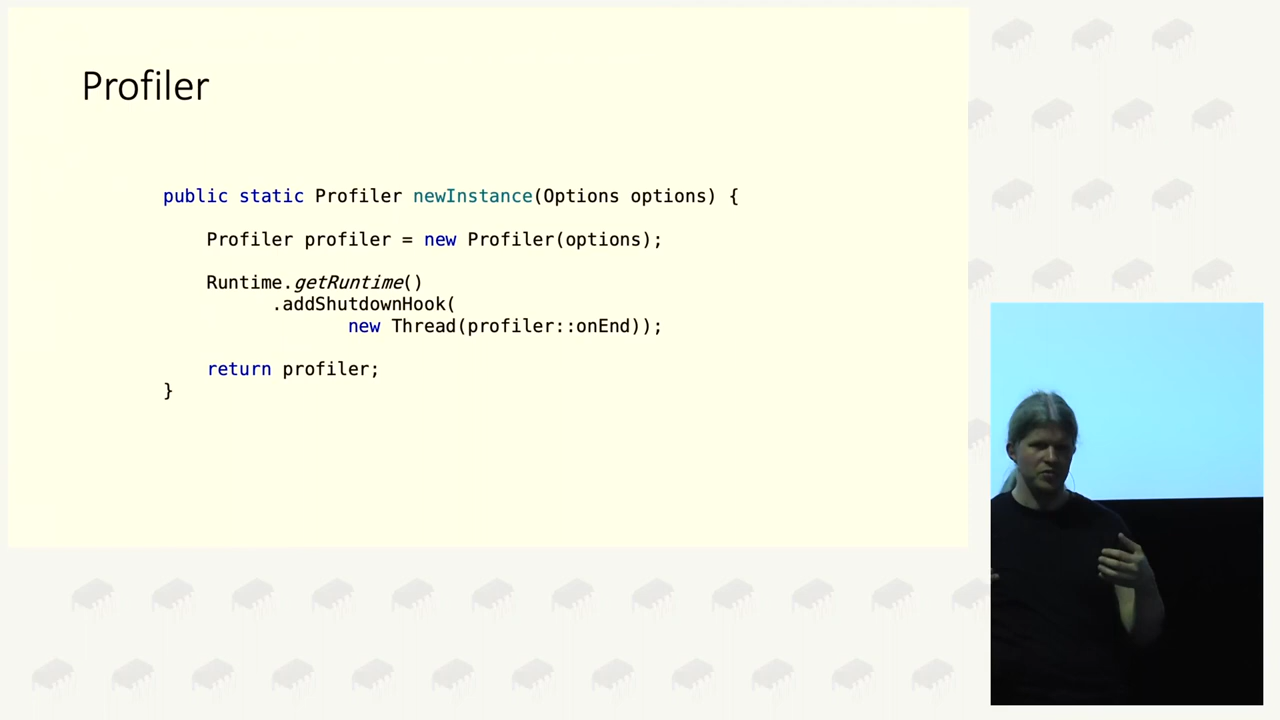 Profiler
public static Profiler newInstance(Options options) {
Profiler profiler = new Profiler(options);
Runtime.getRuntime()
.addShutdownHook(
new Thread(profiler::onEnd));
return profiler;
}